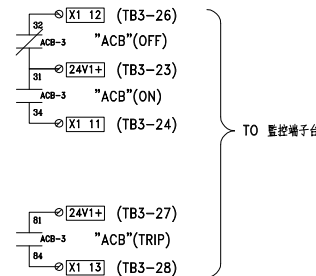 32 X1 12 (TB3-26)
ACB-3 "ACB"(OFF)
31 24V1+ (TB3-23)
ACB-3 "ACB"(ON)
34 X1 11 (TB3-24)
TO 監控端子台
81 24V1+ (TB3-27)
ACB-3 "ACB"(TRIP)
84 X1 13 (TB3-28)